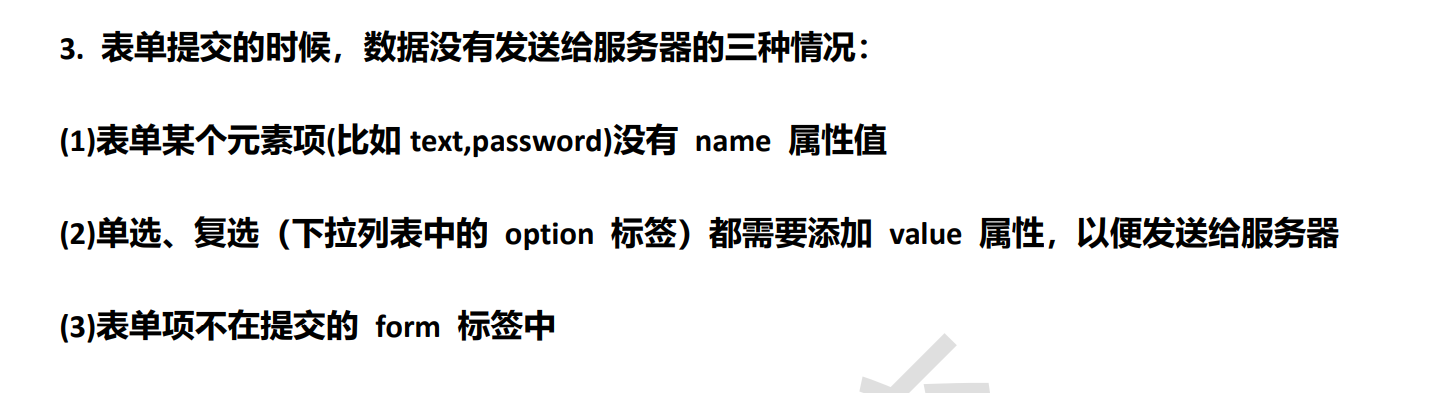 3. 表单提交的时候，数据没有发送给服务器的三种情况：
(1)表单某个元素项(比如 text,password)没有 name 属性值
(2)单选、复选（下拉列表中的 option 标签）都需要添加 value 属性，以便发送给服务器
(3)表单项不在提交的 form 标签中